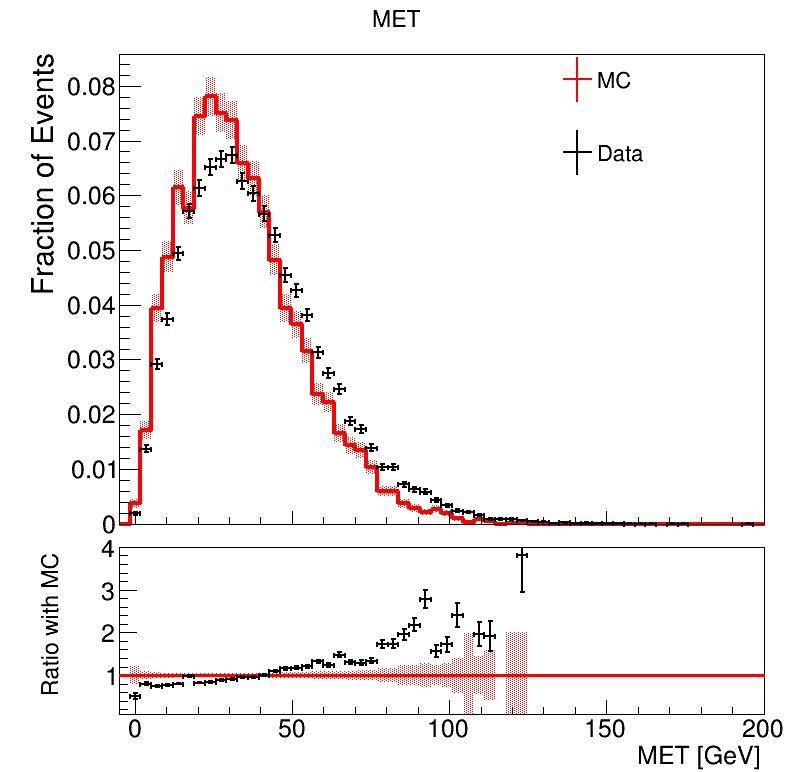 MET
Fraction of Events
0.08
0.07
0.06
0.05
0.04
0.03
0.02
0.01
0
MC
Data
Ratio with MC
4
3
2
1
0 50 100 150 200
MET [GeV]